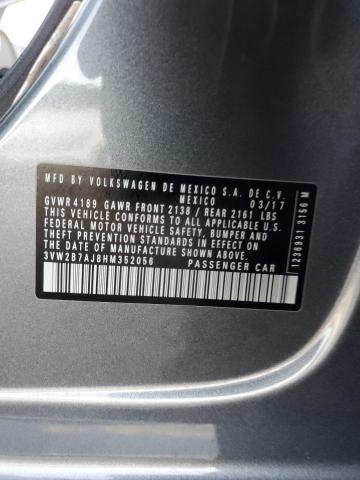 MFD BY VOLKSWAGEN DE MEXICO S.A. DE C.V.
MEXICO 03/17
GVWR 4189 GAWR FRONT 2138 / REAR 2161 LBS
THIS VEHICLE CONFORMS TO ALL APPLICABLE U.S.
FEDERAL MOTOR VEHICLE SAFETY, BUMPER AND
THEFT PREVENTION STANDARDS IN EFFECT ON THE
DATE OF MANUFACTURE SHOWN ABOVE
3VW2B7AJ8HM352056 PASSENGER CAR
1236931 3156 M